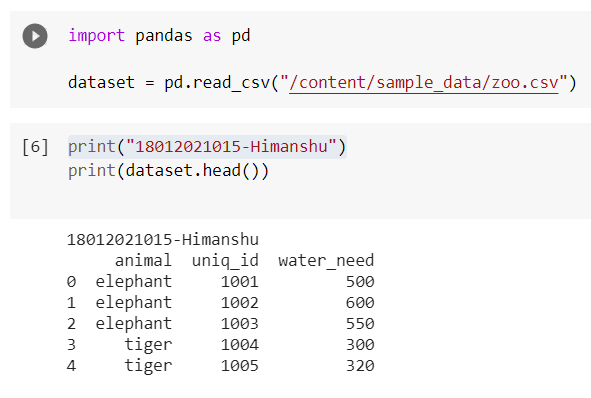 import pandas as pd
dataset = pd.read_csv("/content/sample_data/zoo.csv")
[6] print("18012021015-Himanshu")
print(dataset.head())
18012021015-Himanshu
animal uniq_id water_need
0 elephant 1001 500
1 elephant 1002 600
2 elephant 1003 550
3 tiger 1004 300
4 tiger 1005 320